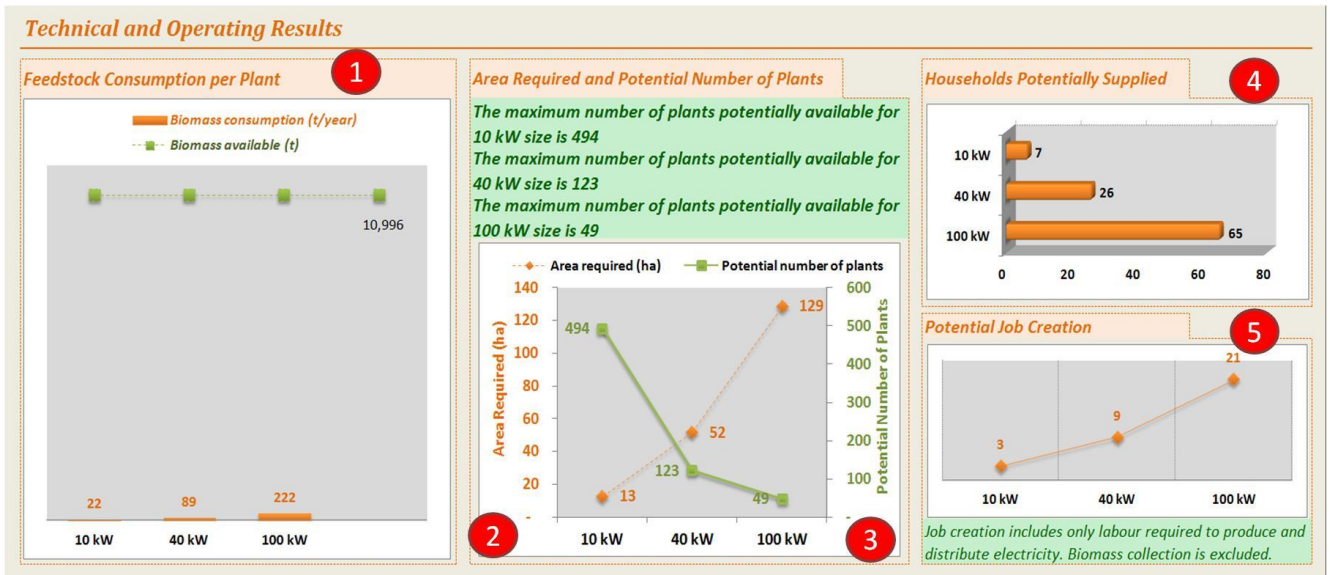 Technical and Operating Results
Feedstock Consumption per Plant
1
Biomass consumption (t/year)
Biomass available (t)
10,996
22
89
222
10 kW
40 kW
100 kW
Area Required and Potential Number of Plants
The maximum number of plants potentially available for
10 kW size is 494
The maximum number of plants potentially available for
40 kW size is 123
The maximum number of plants potentially available for
100 kW size is 49
Area required (ha)
Potential number of plants
Area Required (ha)
140
120
100
80
60
40
20
-
600
500
400
300
200
100
-
Potential Number of Plants
494
129
52
123
13
49
10 kW
40 kW
100 kW
2
3
Households Potentially Supplied
4
10 kW
7
40 kW
26
100 kW
65
0
20
40
60
80
Potential Job Creation
5
21
9
3
10 kW
40 kW
100 kW
Job creation includes only labour required to produce and
distribute electricity. Biomass collection is excluded.